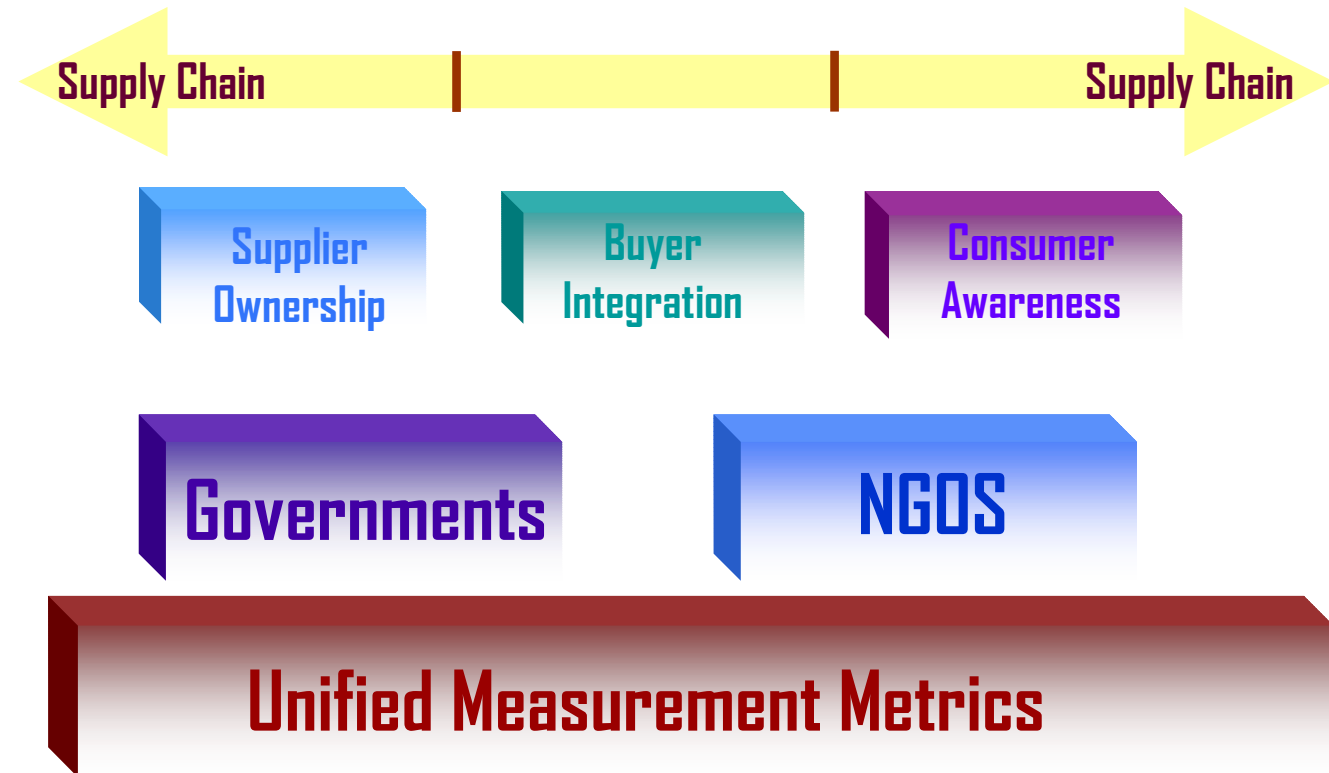 Supply Chain
Supply Chain
Supplier
Ownership
Buyer
Integration
Consumer
Awareness
Governments
NGOS
Unified Measurement Metrics